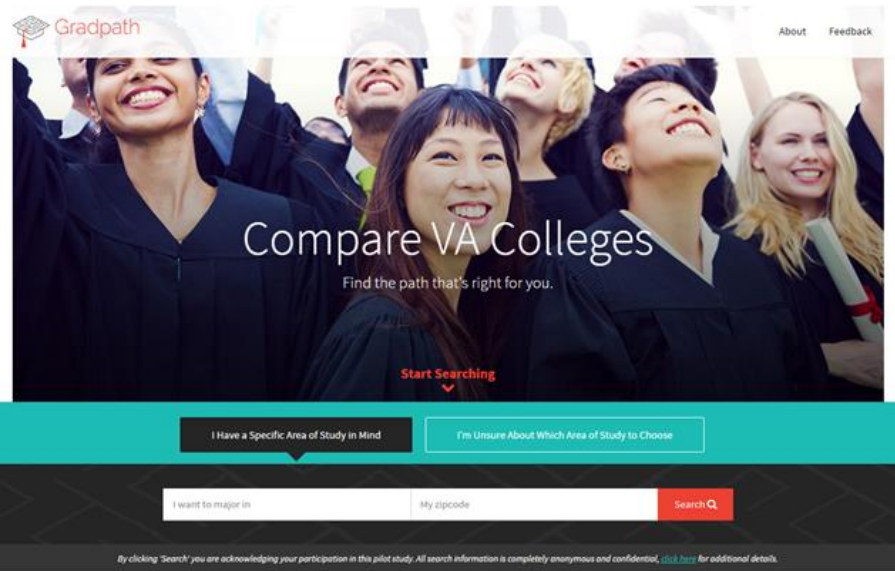 Gradpath
About Feedback
Compare VA Colleges
Find the path that's right for you.
Start Searching
I Have a Specific Area of Study in Mind
I'm Unsure About Which Area of Study to Choose
I want to major in
My zipcode
Search
By clicking 'Search' you are acknowledging your participation in this pilot study. All search information is completely anonymous and confidential, click here for additional details.